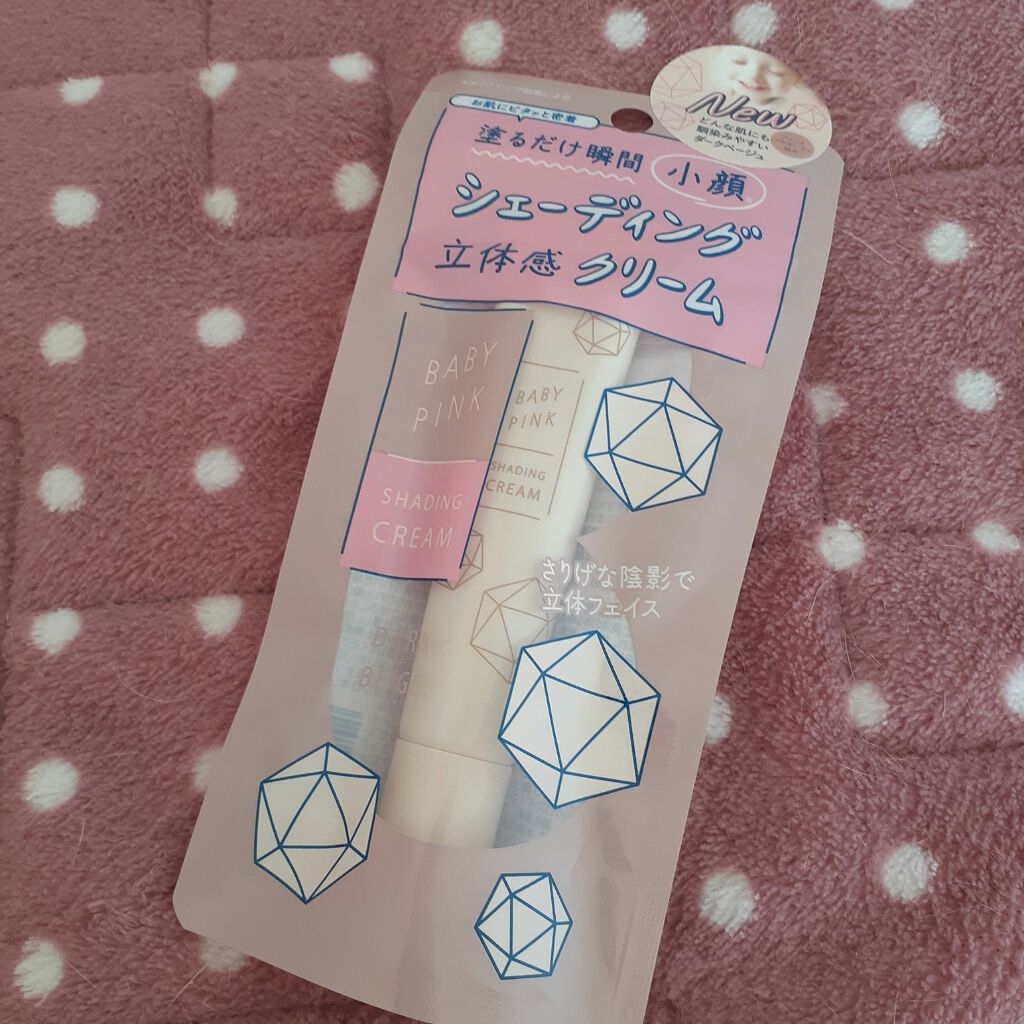 お肌にピタッと密着
塗るだけ瞬間 小顔
シェーディング
立体感 クリーム
New
どんな肌にも
馴染みやすい
ダークベージュ
BABY
PINK
SHADING
CREAM
BABY
PINK
SHADING
CREAM
さりげな陰影で
立体フェイス
DARK
BEIGE